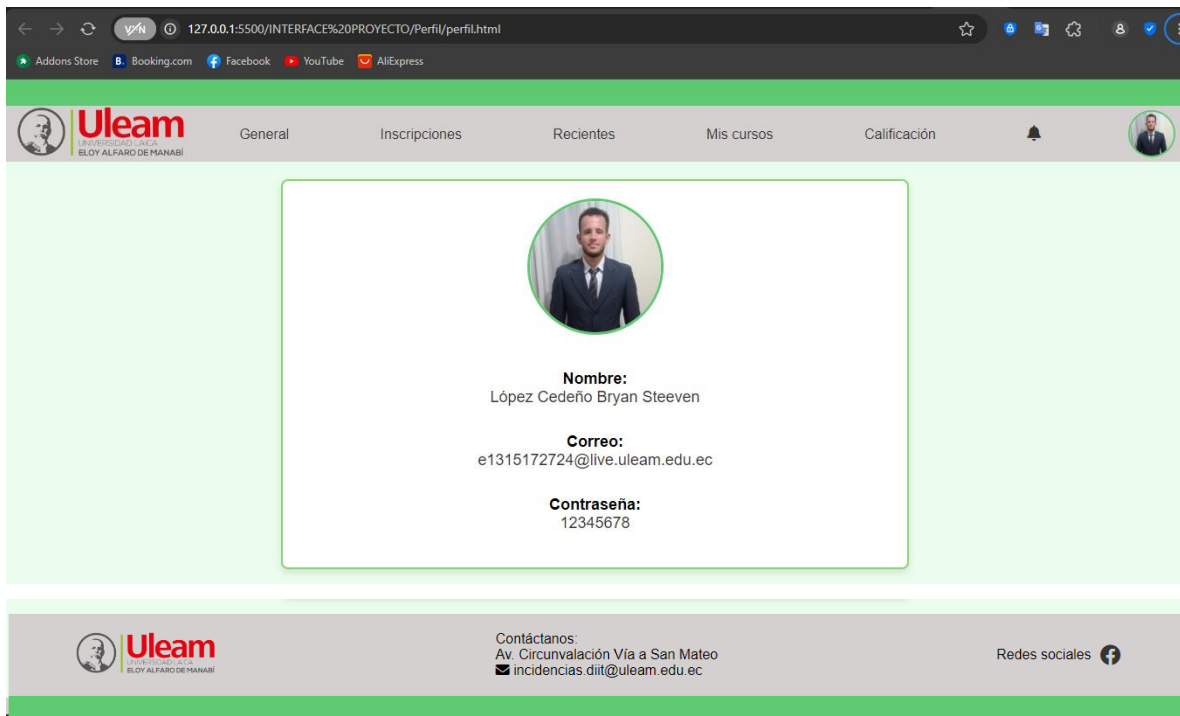 VPN
127.0.0.1:5500/INTERFACE%20PROYECTO/Perfil/perfil.html
Addons Store B. Booking.com Facebook YouTube AliExpress
Uleam
UNIVERSIDAD LAICA
ELOY ALFARO DE MANABÍ
General Inscripciones Recientes Mis cursos Calificación
Nombre:
López Cedeño Bryan Steeven
Correo:
e1315172724@live.uleam.edu.ec
Contraseña:
12345678
Uleam
UNIVERSIDAD LAICA
ELOY ALFARO DE MANABÍ
Contáctanos:
Av. Circunvalación Vía a San Mateo
incidencias.diit@uleam.edu.ec
Redes sociales